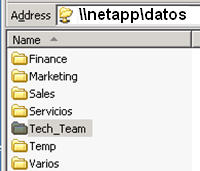 Address \\netapp\datos
Name
Finance
Marketing
Sales
Servicios
Tech_Team
Temp
Varios